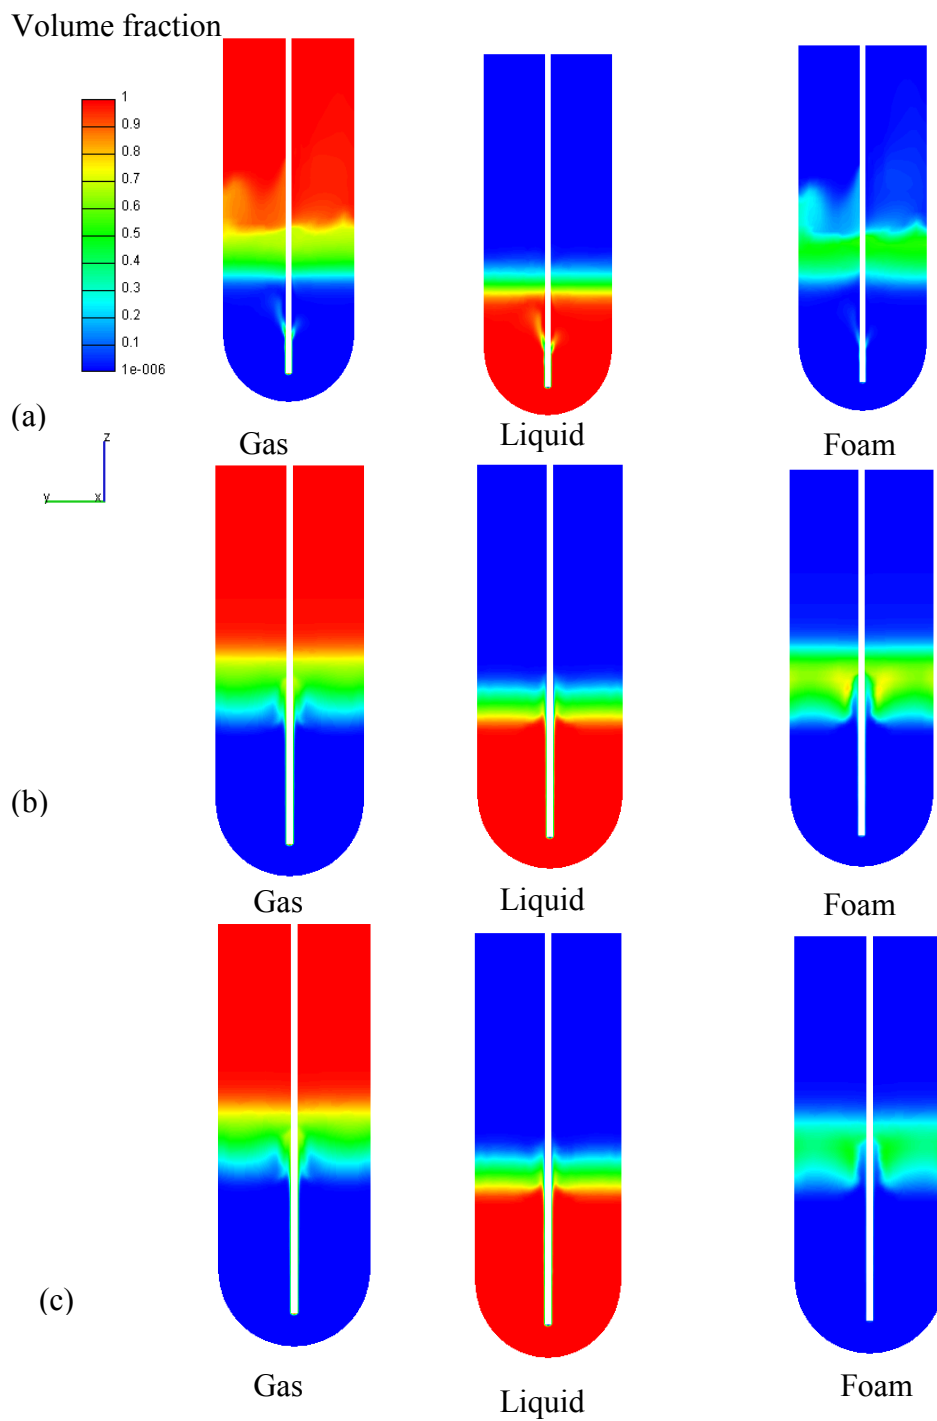 Volume fraction
1
0.9
0.8
0.7
0.6
0.5
0.4
0.3
0.2
0.1
1e-006
(a)
Gas
Liquid
Foam
z
y
x
(b)
Gas
Liquid
Foam
(c)
Gas
Liquid
Foam